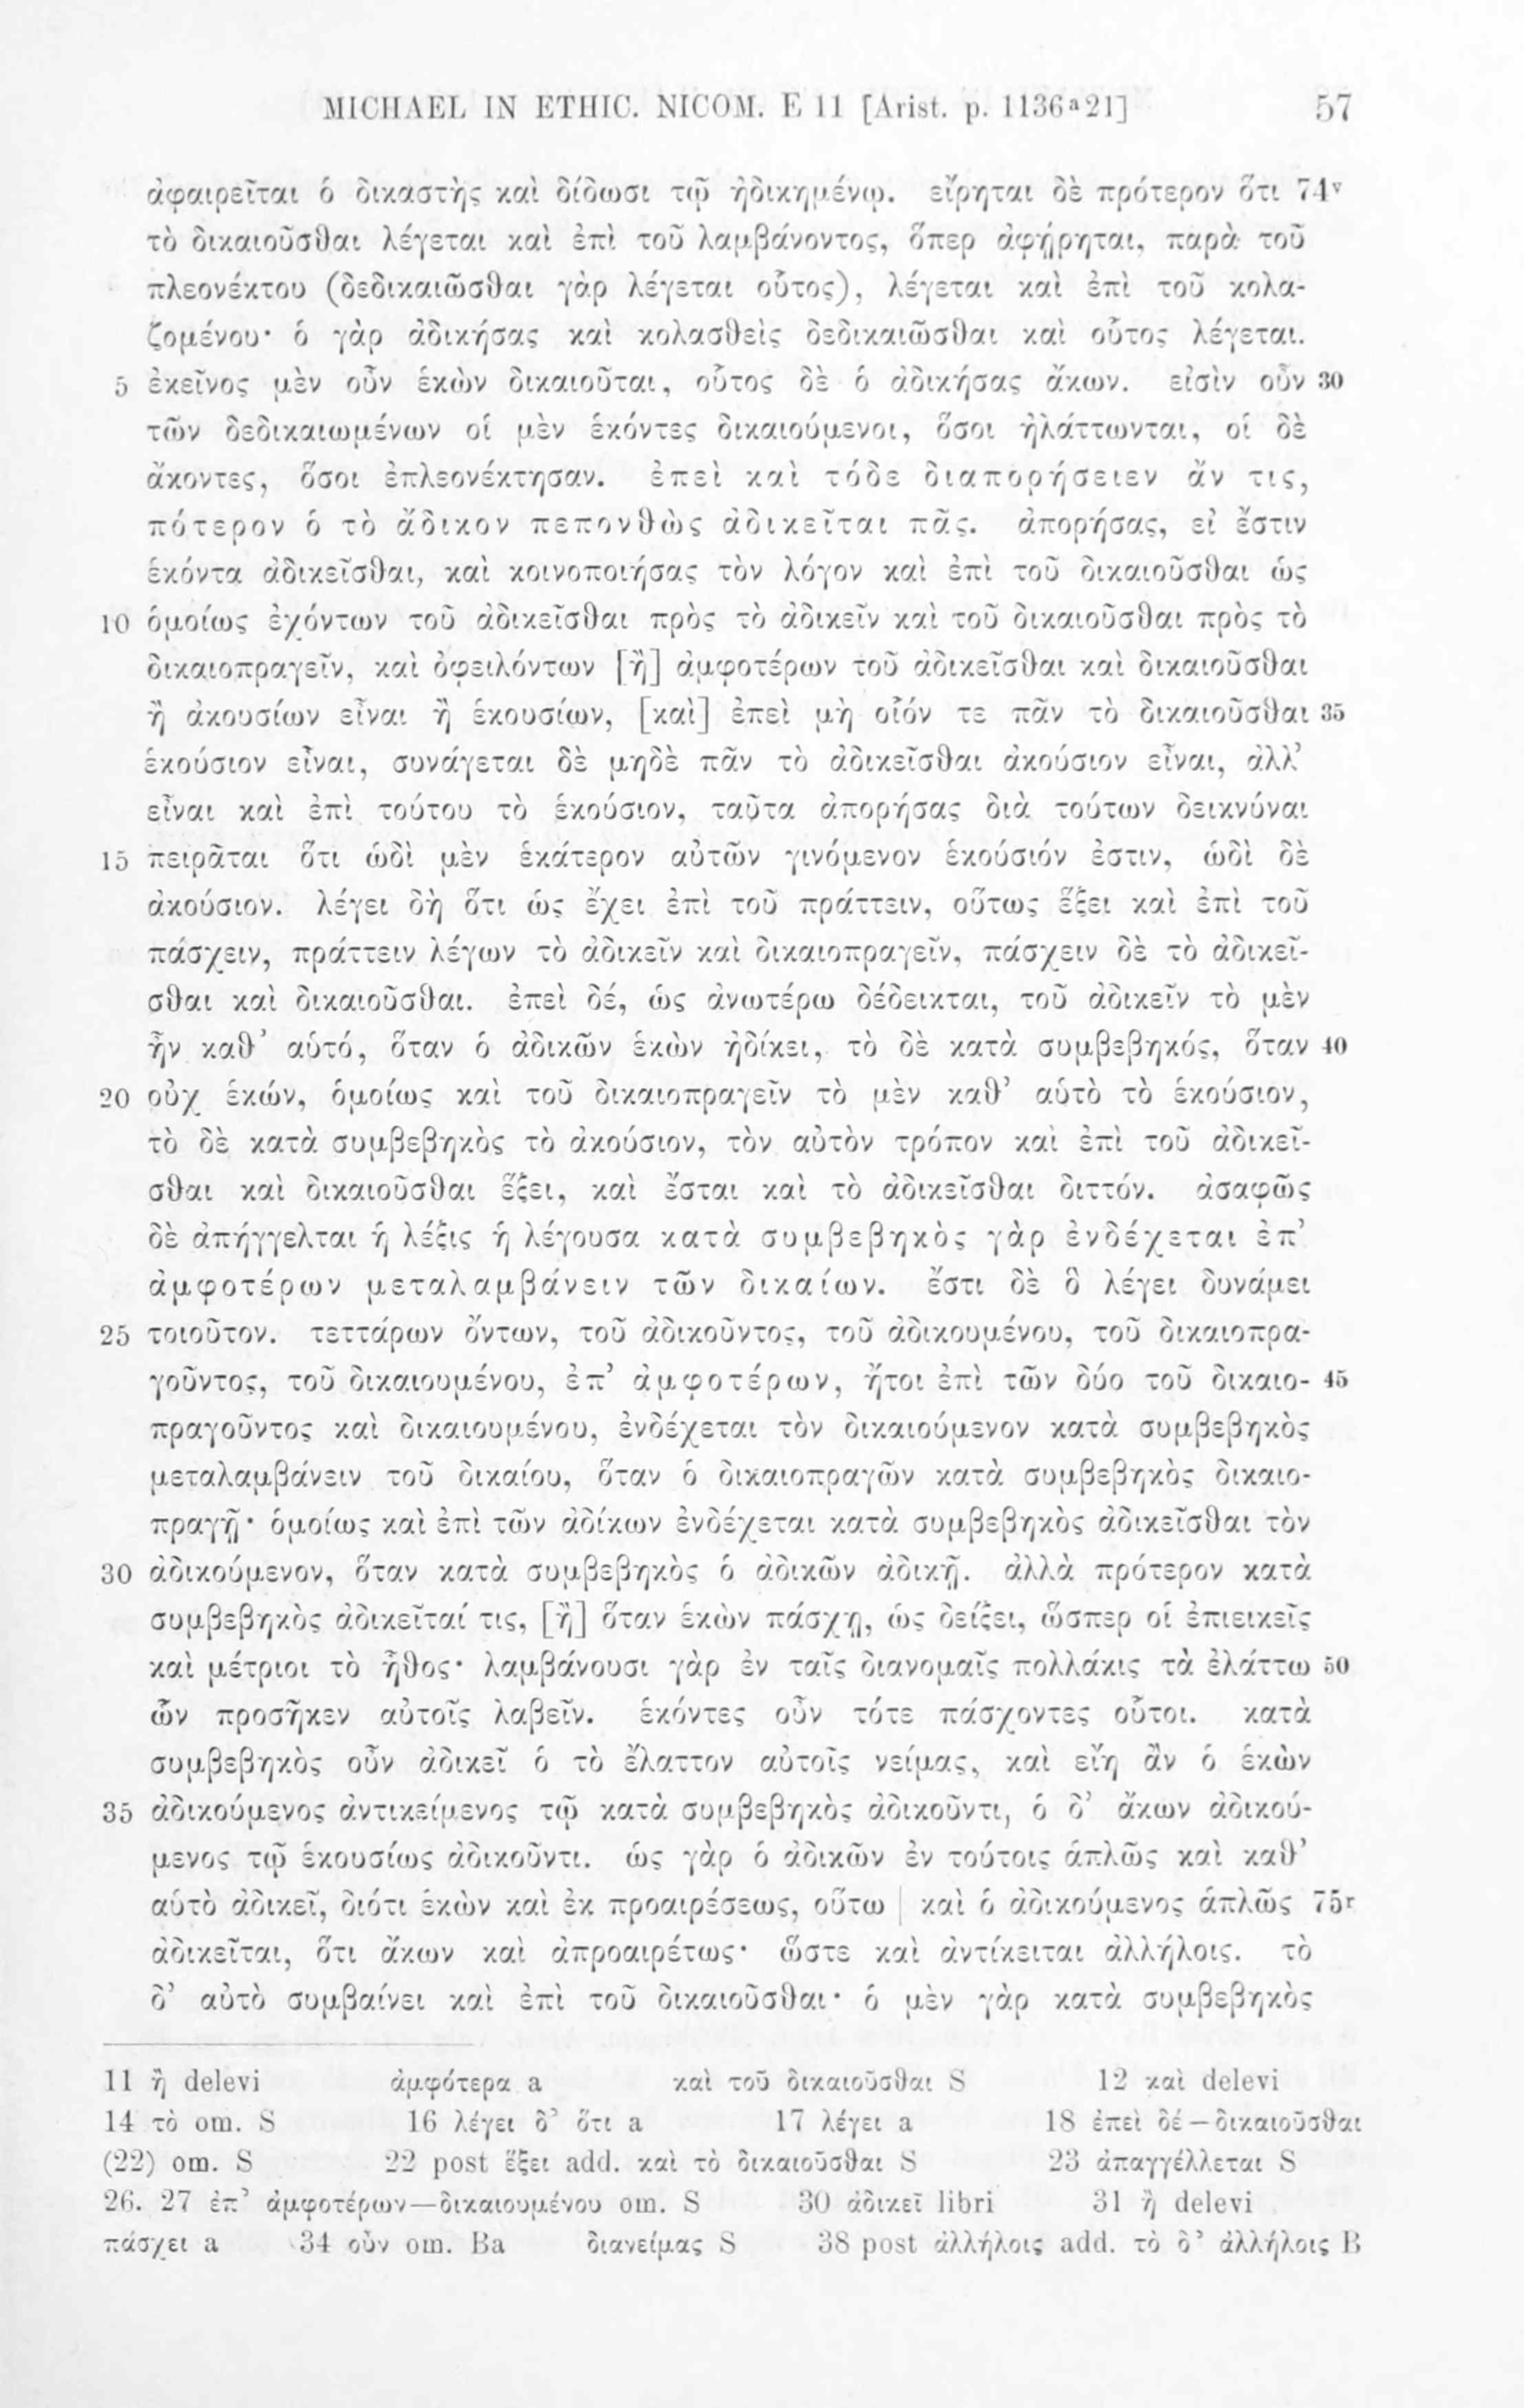 MICHAEL IN ETHIC. NICOM. E 11 [Arist. p. 1136ᵃ21] 57
ἀφαιρεῖται ὁ δικαστὴς καὶ δίδωσι τῷ ἠδικημένῳ. εἴρηται δὲ πρότερον ὅτι 74ᵛ
τὸ δικαιοῦσθαι λέγεται καὶ ἐπὶ τοῦ λαμβάνοντος, ὅπερ ἀφῄρηται, παρὰ τοῦ
πλεονέκτου (δεδικαιῶσθαι γὰρ λέγεται οὗτος), λέγεται καὶ ἐπὶ τοῦ κολα-
ζομένου· ὁ γὰρ ἀδικήσας καὶ κολασθεὶς δεδικαιῶσθαι καὶ οὗτος λέγεται.
5 ἐκεῖνος μὲν οὖν ἑκὼν δικαιοῦται, οὗτος δὲ ὁ ἀδικήσας ἄκων. εἰσὶν οὖν 30
τῶν δεδικαιωμένων οἱ μὲν ἑκόντες δικαιούμενοι, ὅσοι ἠλάττωνται, οἱ δὲ
ἄκοντες, ὅσοι ἐπλεονέκτησαν. ἐπεὶ καὶ τόδε διαπορήσειεν ἄν τις,
πότερον ὁ τὸ ἄδικον πεπονθὼς ἀδικεῖται πᾶς. ἀπορήσας, εἰ ἔστιν
ἑκόντα ἀδικεῖσθαι, καὶ κοινοποιήσας τὸν λόγον καὶ ἐπὶ τοῦ δικαιοῦσθαι ὡς
10 ὁμοίως ἐχόντων τοῦ ἀδικεῖσθαι πρὸς τὸ ἀδικεῖν καὶ τοῦ δικαιοῦσθαι πρὸς τὸ
δικαιοπραγεῖν, καὶ ὀφειλόντων [ἢ] ἀμφοτέρων τοῦ ἀδικεῖσθαι καὶ δικαιοῦσθαι
ἢ ἀκουσίων εἶναι ἢ ἑκουσίων, [καὶ] ἐπεὶ μὴ οἷόν τε πᾶν τὸ δικαιοῦσθαι 35
ἑκούσιον εἶναι, συνάγεται δὲ μηδὲ πᾶν τὸ ἀδικεῖσθαι ἀκούσιον εἶναι, ἀλλ’
εἶναι καὶ ἐπὶ τούτου τὸ ἑκούσιον, ταῦτα ἀπορήσας διὰ τούτων δεικνύναι
15 πειρᾶται ὅτι ὡδὶ μὲν ἑκάτερον αὐτῶν γινόμενον ἑκούσιόν ἐστιν, ὡδὶ δὲ
ἀκούσιον. λέγει δὴ ὅτι ὡς ἔχει ἐπὶ τοῦ πράττειν, οὕτως ἕξει καὶ ἐπὶ τοῦ
πάσχειν, πράττειν λέγων τὸ ἀδικεῖν καὶ δικαιοπραγεῖν, πάσχειν δὲ τὸ ἀδικεῖ-
σθαι καὶ δικαιοῦσθαι. ἐπεὶ δέ, ὡς ἀνωτέρω δέδεικται, τοῦ ἀδικεῖν τὸ μὲν
ἦν καθ’ αὑτό, ὅταν ὁ ἀδικῶν ἑκὼν ἠδίκει, τὸ δὲ κατὰ συμβεβηκός, ὅταν 40
20 οὐχ ἑκών, ὁμοίως καὶ τοῦ δικαιοπραγεῖν τὸ μὲν καθ’ αὑτὸ τὸ ἑκούσιον,
τὸ δὲ κατὰ συμβεβηκὸς τὸ ἀκούσιον, τὸν αὐτὸν τρόπον καὶ ἐπὶ τοῦ ἀδικεῖ-
σθαι καὶ δικαιοῦσθαι ἕξει, καὶ ἔσται καὶ τὸ ἀδικεῖσθαι διττόν. ἀσαφῶς
δὲ ἀπήγγελται ἡ λέξις ἡ λέγουσα κατὰ συμβεβηκὸς γὰρ ἐνδέχεται ἐπ’
ἀμφοτέρων μεταλαμβάνειν τῶν δικαίων. ἔστι δὲ ὃ λέγει δυνάμει
25 τοιοῦτον. τεττάρων ὄντων, τοῦ ἀδικοῦντος, τοῦ ἀδικουμένου, τοῦ δικαιοπρα-
γοῦντος, τοῦ δικαιουμένου, ἐπ’ ἀμφοτέρων, ἤτοι ἐπὶ τῶν δύο τοῦ δικαιο- 45
πραγοῦντος καὶ δικαιουμένου, ἐνδέχεται τὸν δικαιούμενον κατὰ συμβεβηκὸς
μεταλαμβάνειν τοῦ δικαίου, ὅταν ὁ δικαιοπραγῶν κατὰ συμβεβηκὸς δικαιο-
πραγῇ· ὁμοίως καὶ ἐπὶ τῶν ἀδίκων ἐνδέχεται κατὰ συμβεβηκὸς ἀδικεῖσθαι τὸν
30 ἀδικούμενον, ὅταν κατὰ συμβεβηκὸς ὁ ἀδικῶν ἀδικῇ. ἀλλὰ πρότερον κατὰ
συμβεβηκὸς ἀδικεῖταί τις, [ἢ] ὅταν ἑκὼν πάσχῃ, ὡς δείξει, ὥσπερ οἱ ἐπιεικεῖς
καὶ μέτριοι τὸ ἦθος· λαμβάνουσι γὰρ ἐν ταῖς διανομαῖς πολλάκις τὰ ἐλάττω 50
ὧν προσῆκεν αὐτοῖς λαβεῖν. ἑκόντες οὖν τότε πάσχοντες οὗτοι. κατὰ
συμβεβηκὸς οὖν ἀδικεῖ ὁ τὸ ἔλαττον αὐτοῖς νείμας, καὶ εἴη ἂν ὁ ἑκὼν
35 ἀδικούμενος ἀντικείμενος τῷ κατὰ συμβεβηκὸς ἀδικοῦντι, ὁ δ’ ἄκων ἀδικού-
μενος τῷ ἑκουσίως ἀδικοῦντι. ὡς γὰρ ὁ ἀδικῶν ἐν τούτοις ἁπλῶς καὶ καθ’
αὑτὸ ἀδικεῖ, διότι ἑκὼν καὶ ἐκ προαιρέσεως, οὕτω | καὶ ὁ ἀδικούμενος ἁπλῶς 75ʳ
ἀδικεῖται, ὅτι ἄκων καὶ ἀπροαιρέτως· ὥστε καὶ ἀντίκειται ἀλλήλοις. τὸ
δ’ αὐτὸ συμβαίνει καὶ ἐπὶ τοῦ δικαιοῦσθαι· ὁ μὲν γὰρ κατὰ συμβεβηκὸς
11 ἢ delevi ἀμφότερα a καὶ τοῦ δικαιοῦσθαι S 12 καὶ delevi
14 τὸ om. S 16 λέγει δ’ ὅτι a 17 λέγει a 18 ἐπεὶ δέ—δικαιοῦσθαι
(22) om. S 22 post ἕξει add. καὶ τὸ δικαιοῦσθαι S 23 ἀπαγγέλλεται S
26. 27 ἐπ’ ἀμφοτέρων—δικαιουμένου om. S 30 ἀδικεῖ libri 31 ἢ delevi
πάσχει a 34 οὖν om. Ba διανείμας S 38 post ἀλλήλοις add. τὸ δ’ ἀλλήλοις B